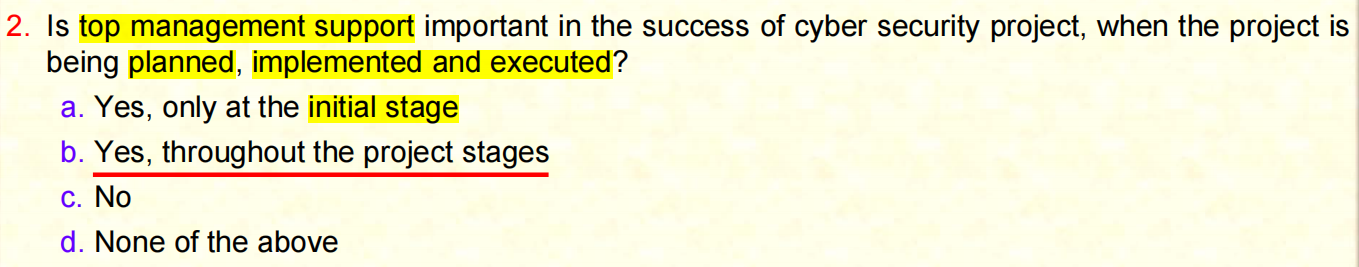 2. Is top management support important in the success of cyber security project, when the project is
being planned, implemented and executed?
a. Yes, only at the initial stage
b. Yes, throughout the project stages
c. No
d. None of the above